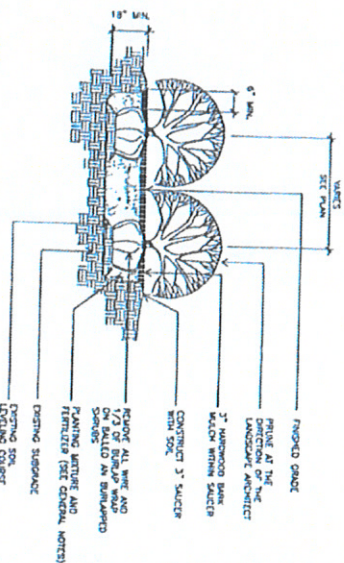 18" MIN.
6" MIN.
VARIES
SEE PLAN
FINISHED GRADE
PRUNE AT THE
DIRECTION OF THE
LANDSCAPE ARCHITECT
3" HARDWOOD BARK
MULCH WITHIN SAUCER
CONSTRUCT 3" SAUCER
WITH SOIL
REMOVE ALL WIRE AND
1/3 OF BURLAP WRAP
ON BALLED AN BURLAPPED
SHRUBS
PLANTING MIXTURE AND
FERTILIZER (SEE GENERAL NOTES)
EXISTING SUBGRADE
EXISTING SOIL
LEVELING COURSE